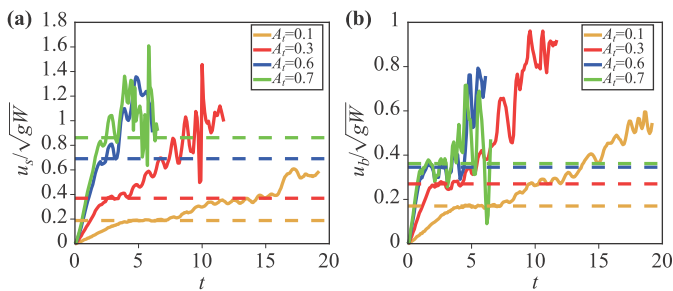 (a)
1.8
1.6
1.4
1.2
1.0
0.8
0.6
0.4
0.2
0
u_s/√gW
A_t=0.1
A_t=0.3
A_t=0.6
A_t=0.7
0 5 10 15 20
t
(b)
1
0.8
0.6
0.4
0.2
0
u_b/√gW
A_t=0.1
A_t=0.3
A_t=0.6
A_t=0.7
0 5 10 15 20
t